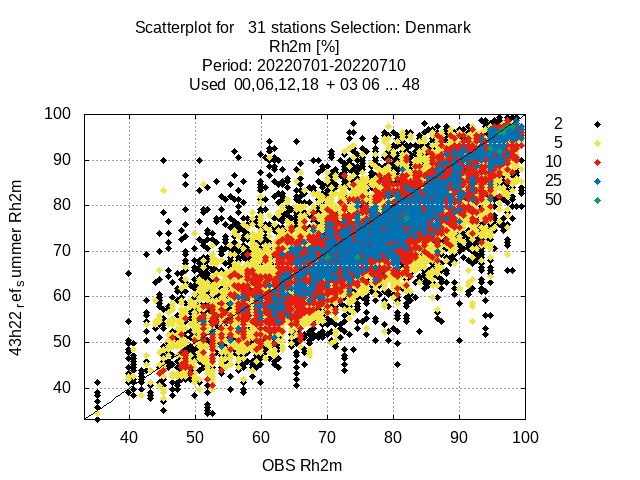 Scatterplot for   31 stations Selection: Denmark
Rh2m [%]
Period: 20220701-20220710
Used  00,06,12,18  + 03 06 ... 48
43h22_ref_summer Rh2m
100
90
80
70
60
50
40
40 50 60 70 80 90 100
OBS Rh2m
2
5
10
25
50